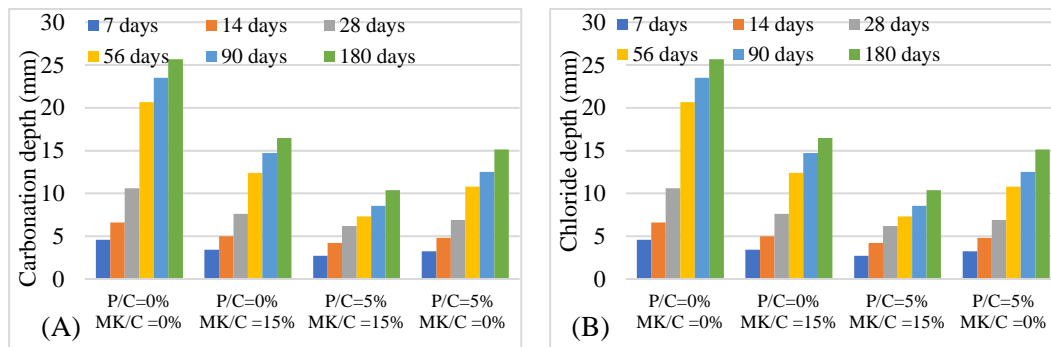 Carbonation depth (mm)
30
25
20
15
10
5
0
7 days 14 days 28 days
56 days 90 days 180 days
P/C=0% P/C=0% P/C=5% P/C=5%
MK/C =0% MK/C =15% MK/C =15% MK/C =0%
(A)
Chloride depth (mm)
30
25
20
15
10
5
0
7 days 14 days 28 days
56 days 90 days 180 days
P/C=0% P/C=0% P/C=5% P/C=5%
MK/C =0% MK/C =15% MK/C =15% MK/C =0%
(B)